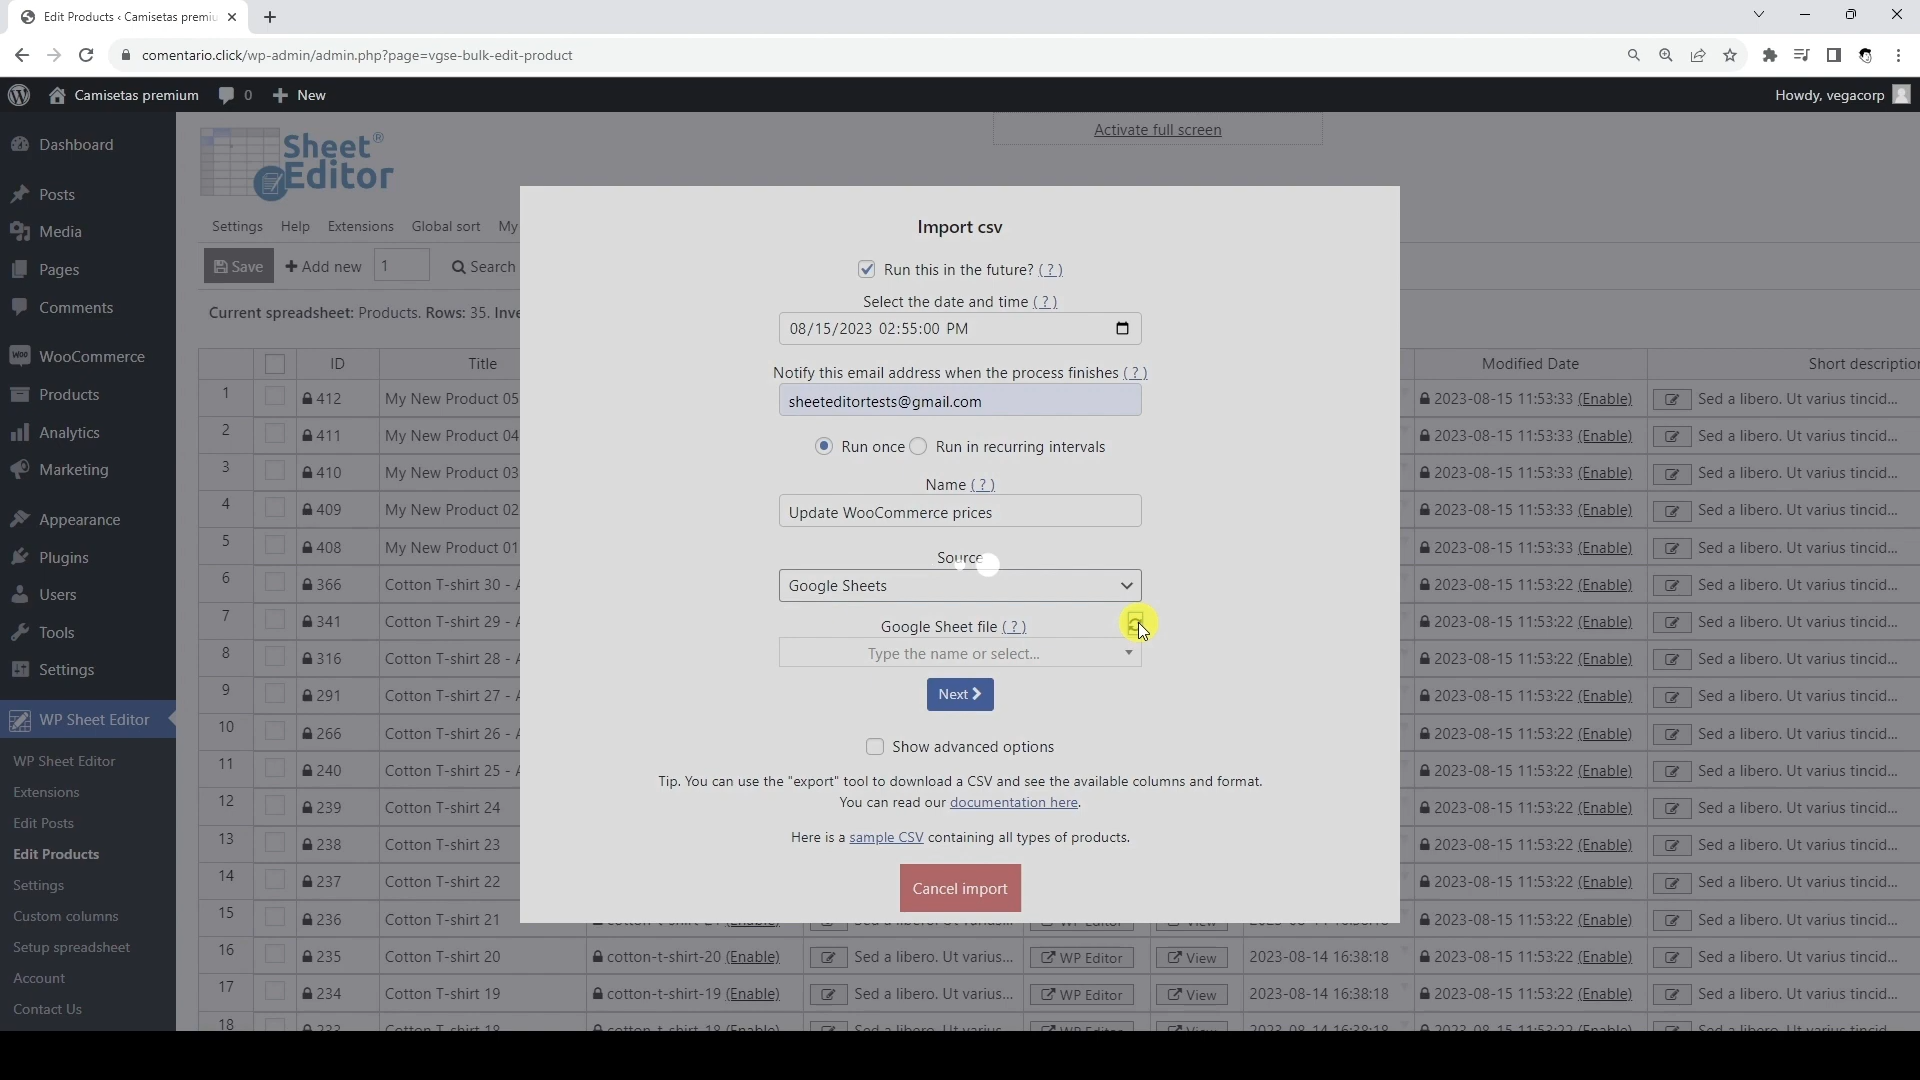 Edit Products ‹ Camisetas premiu
comentario.click/wp-admin/admin.php?page=vgse-bulk-edit-product
Camisetas premium 0 New
Howdy, vegacorp
Dashboard
Posts
Media
Pages
Comments
WooCommerce
Products
Analytics
Marketing
Appearance
Plugins
Users
Tools
Settings
WP Sheet Editor
WP Sheet Editor
Extensions
Edit Posts
Edit Products
Settings
Custom columns
Setup spreadsheet
Account
Contact Us
Sheet®
Editor
Activate full screen
Settings Help Extensions Global sort My
Save Add new 1 Search
Current spreadsheet: Products. Rows: 35. Inve
Import csv
Run this in the future? (?)
Select the date and time (?)
08/15/2023 02:55:00 PM
Notify this email address when the process finishes (?)
sheeteditortests@gmail.com
Run once Run in recurring intervals
Name (?)
Update WooCommerce prices
Source
Google Sheets
Google Sheet file (?)
Type the name or select...
Next
Show advanced options
Tip. You can use the "export" tool to download a CSV and see the available columns and format.
You can read our documentation here.
Here is a sample CSV containing all types of products.
Cancel import
ID Title Modified Date Short description
1 412 My New Product 05 2023-08-15 11:53:33 (Enable) Sed a libero. Ut varius tincid...
2 411 My New Product 04 2023-08-15 11:53:33 (Enable) Sed a libero. Ut varius tincid...
3 410 My New Product 03 2023-08-15 11:53:33 (Enable) Sed a libero. Ut varius tincid...
4 409 My New Product 02 2023-08-15 11:53:33 (Enable) Sed a libero. Ut varius tincid...
5 408 My New Product 01 2023-08-15 11:53:33 (Enable) Sed a libero. Ut varius tincid...
6 366 Cotton T-shirt 30 - 2023-08-15 11:53:22 (Enable) Sed a libero. Ut varius tincid...
7 341 Cotton T-shirt 29 - 2023-08-15 11:53:22 (Enable) Sed a libero. Ut varius tincid...
8 316 Cotton T-shirt 28 - 2023-08-15 11:53:22 (Enable) Sed a libero. Ut varius tincid...
9 291 Cotton T-shirt 27 - 2023-08-15 11:53:22 (Enable) Sed a libero. Ut varius tincid...
10 266 Cotton T-shirt 26 - 2023-08-15 11:53:22 (Enable) Sed a libero. Ut varius tincid...
11 240 Cotton T-shirt 25 - 2023-08-15 11:53:22 (Enable) Sed a libero. Ut varius tincid...
12 239 Cotton T-shirt 24 2023-08-15 11:53:22 (Enable) Sed a libero. Ut varius tincid...
13 238 Cotton T-shirt 23 2023-08-15 11:53:22 (Enable) Sed a libero. Ut varius tincid...
14 237 Cotton T-shirt 22 2023-08-15 11:53:22 (Enable) Sed a libero. Ut varius tincid...
15 236 Cotton T-shirt 21 2023-08-15 11:53:22 (Enable) Sed a libero. Ut varius tincid...
16 235 Cotton T-shirt 20 cotton-t-shirt-20 (Enable) Sed a libero. Ut varius... WP Editor View 2023-08-14 16:38:18 2023-08-15 11:53:22 (Enable) Sed a libero. Ut varius tincid...
17 234 Cotton T-shirt 19 cotton-t-shirt-19 (Enable) Sed a libero. Ut varius... WP Editor View 2023-08-14 16:38:18 2023-08-15 11:53:22 (Enable) Sed a libero. Ut varius tincid...
18